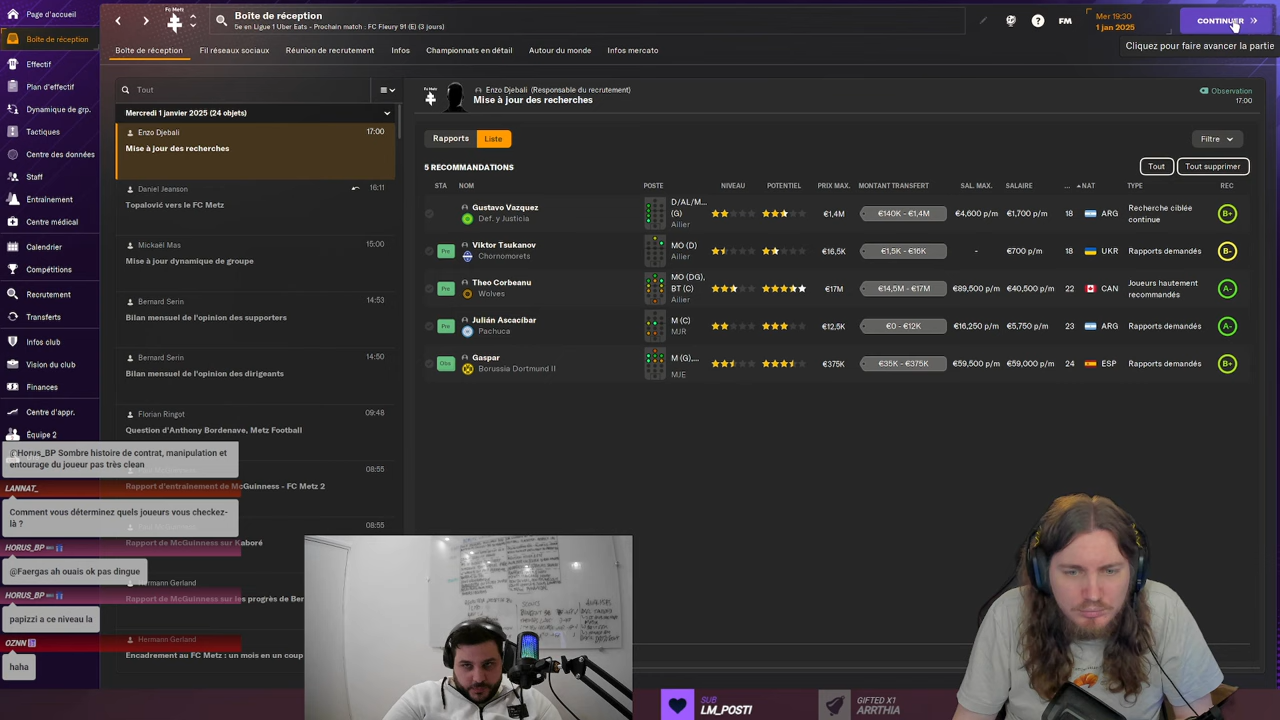 Page d'accueil
Boîte de réception
Effectif
Plan d'effectif
Dynamique de grp.
Tactiques
Centre des données
Staff
Entraînement
Centre médical
Calendrier
Compétitions
Recrutement
Transferts
Infos club
Vision du club
Finances
Centre d'appr.
Équipe 2
Fc Metz
Boîte de réception
5e en Ligue 1 Uber Eats - Prochain match : FC Fleury 91 (E) (3 jours)
FM
Mer 19:30
1 jan 2025
CONTINUER
Cliquez pour faire avancer la partie
Boîte de réception
Fil réseaux sociaux
Réunion de recrutement
Infos
Championnats en détail
Autour du monde
Infos mercato
Tout
Mercredi 1 janvier 2025 (24 objets)
Enzo Djebali 17:00
Mise à jour des recherches
Daniel Jeanson 16:11
Topalović vers le FC Metz
Mickaël Mas 15:00
Mise à jour dynamique de groupe
Bernard Serin 14:53
Bilan mensuel de l'opinion des supporters
Bernard Serin 14:50
Bilan mensuel de l'opinion des dirigeants
Florian Ringot 09:48
Question d'Anthony Bordenave, Metz Football
08:55
Rapport d'entraînement de McGuinness - FC Metz 2
08:55
Rapport de McGuinness sur Kaboré
Hermann Gerland
Rapport de McGuinness sur les progrès de Ber
Hermann Gerland
Encadrement au FC Metz : un mois en un coup
Fc Metz
Enzo Djebali (Responsable du recrutement)
Mise à jour des recherches
Observation
17:00
Rapports Liste
Filtre
5 RECOMMANDATIONS
Tout Tout supprimer
STA NOM POSTE NIVEAU POTENTIEL PRIX MAX. MONTANT TRANSFERT SAL. MAX. SALAIRE ... NAT TYPE REC
Gustavo Vazquez
Def. y Justicia
D/AL/M...
(G)
Ailier
€1,4M €140K - €1,4M €4,600 p/m €1,700 p/m 18 ARG
Recherche ciblée
continue
B+
Pre
Viktor Tsukanov
Chornomorets
MO (D)
Ailier
€16,5K €1,5K - €16K - €700 p/m 18 UKR Rapports demandés B-
Pre
Theo Corbeanu
Wolves
MO (DG),
BT (C)
Ailier
€17M €14,5M - €17M €89,500 p/m €40,500 p/m 22 CAN
Joueurs hautement
recommandés
A-
Pre
Julián Ascacíbar
Pachuca
M (C)
MJR
€12,5K €0 - €12K €16,250 p/m €5,750 p/m 23 ARG Rapports demandés A-
Obs
Gaspar
Borussia Dortmund II
M (G),...
MJE
€375K €35K - €375K €59,500 p/m €59,000 p/m 24 ESP Rapports demandés B+
@Horus_BP Sombre histoire de contrat, manipulation et
entourage du joueur pas très clean
LANNAT_
Comment vous déterminez quels joueurs vous checkez-
là ?
HORUS_BP
@Faergas ah ouais ok pas dingue
HORUS_BP
papizzi a ce niveau la
OZNN
haha
SUB
LM_POSTI
GIFTED X1
ARRTHIA